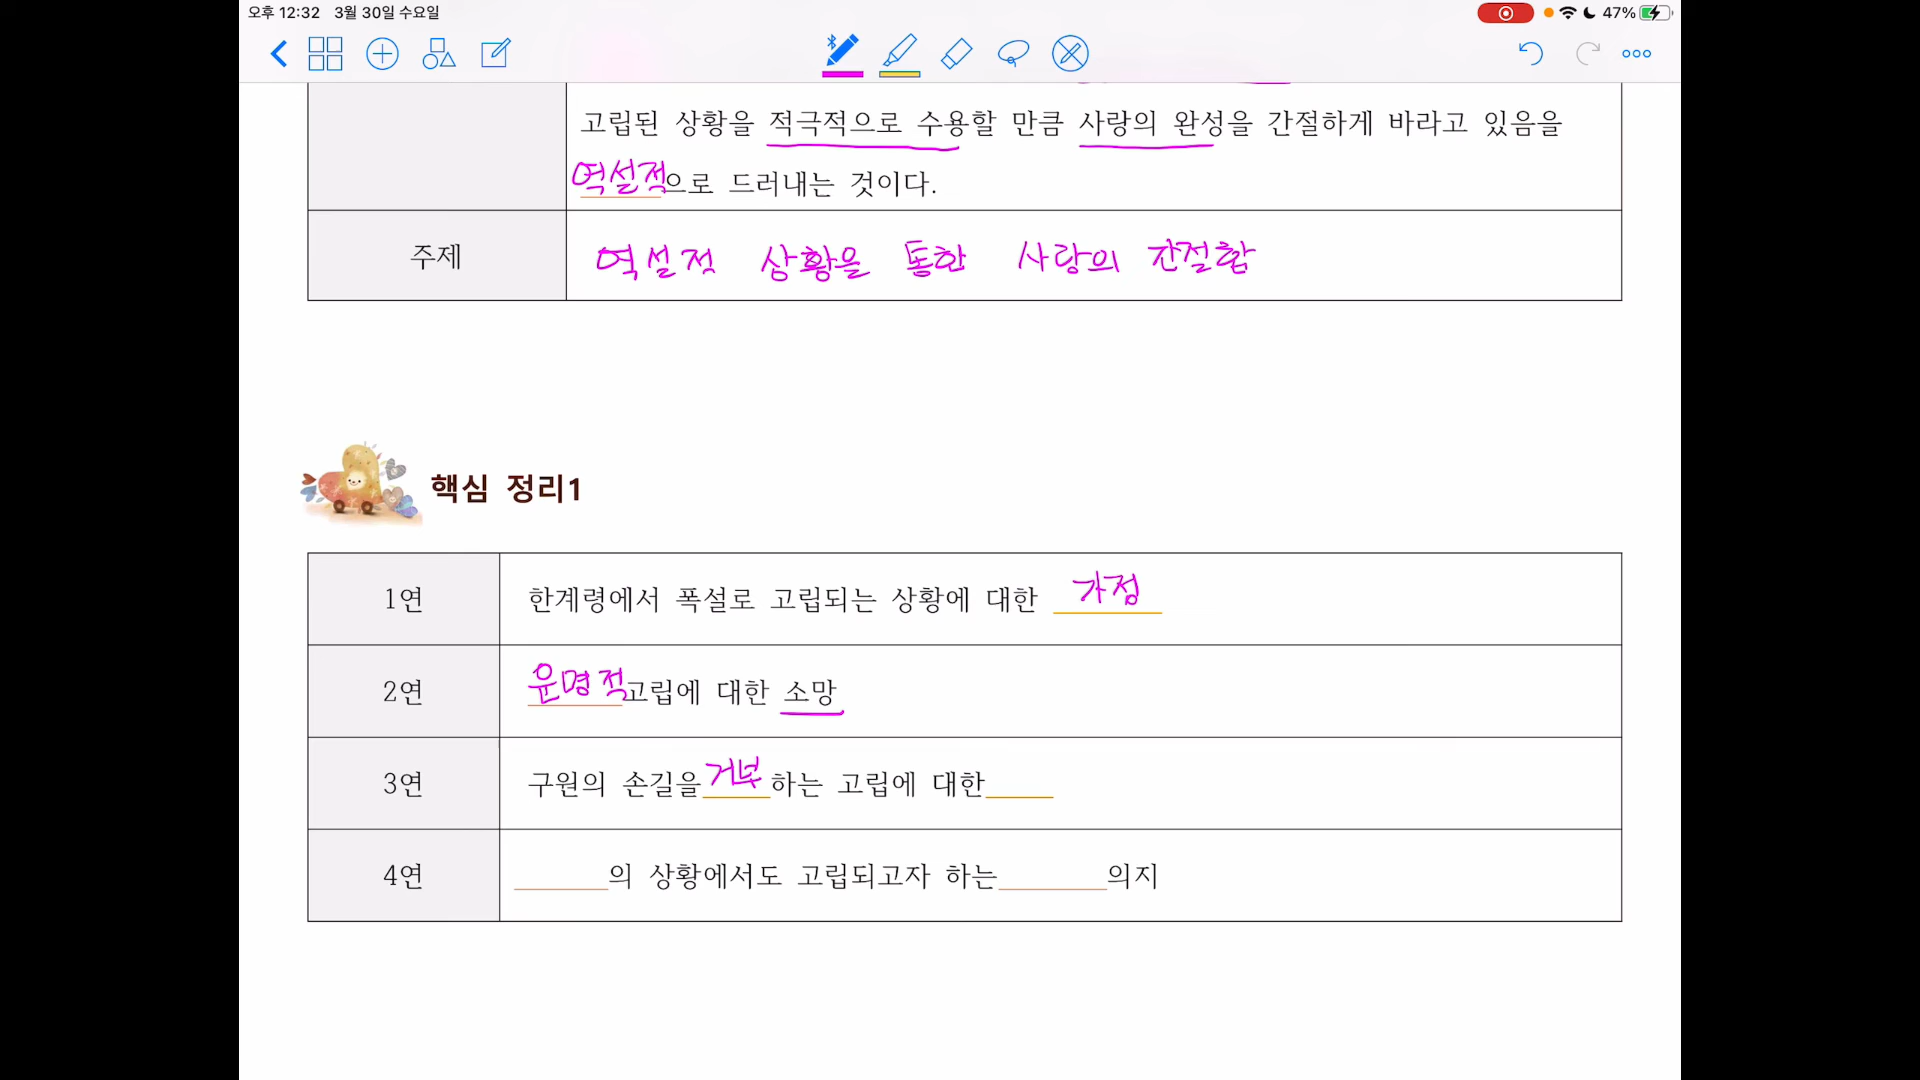 오후 12:32 3월 30일 수요일 47%
고립된 상황을 적극적으로 수용할 만큼 사랑의 완성을 간절하게 바라고 있음을
역설적으로 드러내는 것이다.
주제 역설적 상황을 통한 사랑의 간절함
핵심 정리1
1연 한계령에서 폭설로 고립되는 상황에 대한 가정
2연 운명적고립에 대한 소망
3연 구원의 손길을거부하는 고립에 대한
4연 의 상황에서도 고립되고자 하는 의지